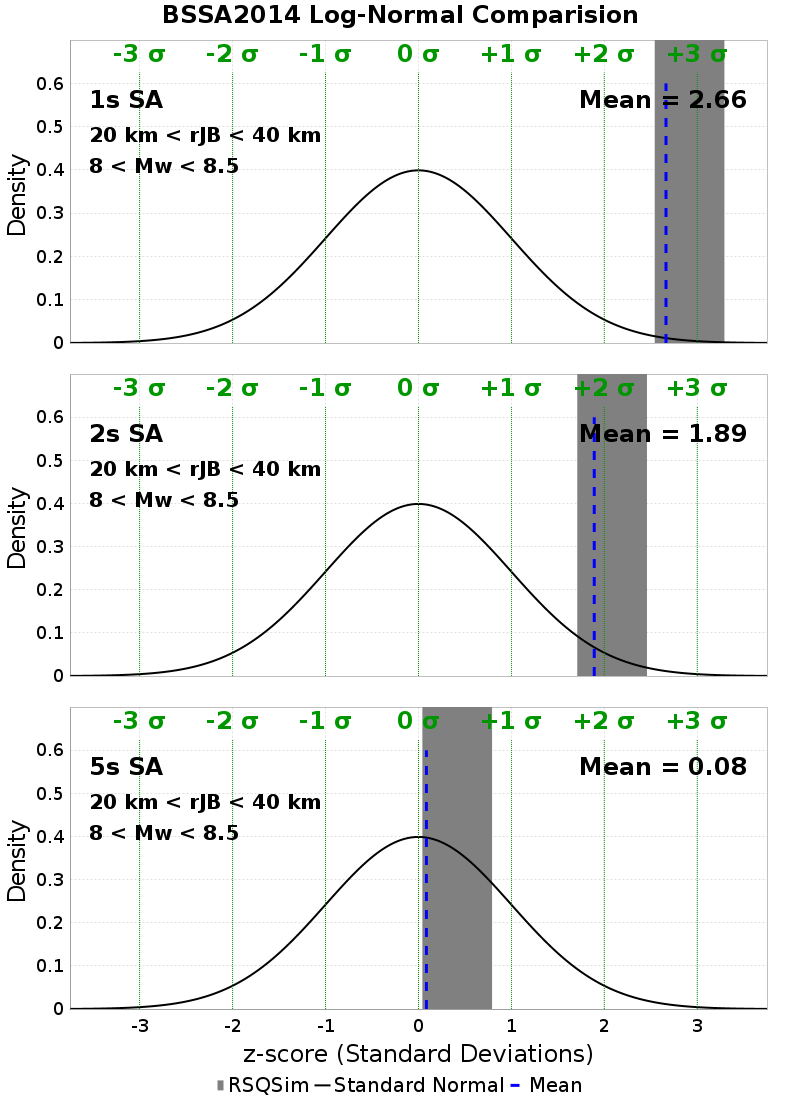 BSSA2014 Log-Normal Comparision
-3 σ -2 σ -1 σ 0 σ +1 σ +2 σ +3 σ
0.6
1s SA Mean = 2.66
0.5
20 km < rJB < 40 km
8 < Mw < 8.5
0.4
0.3
0.2
0.1
0
Density
-3 σ -2 σ -1 σ 0 σ +1 σ +2 σ +3 σ
0.6
2s SA Mean = 1.89
0.5
20 km < rJB < 40 km
8 < Mw < 8.5
0.4
0.3
0.2
0.1
0
Density
-3 σ -2 σ -1 σ 0 σ +1 σ +2 σ +3 σ
0.6
5s SA Mean = 0.08
0.5
20 km < rJB < 40 km
8 < Mw < 8.5
0.4
0.3
0.2
0.1
0
Density
-3 -2 -1 0 1 2 3
z-score (Standard Deviations)
RSQSim Standard Normal Mean